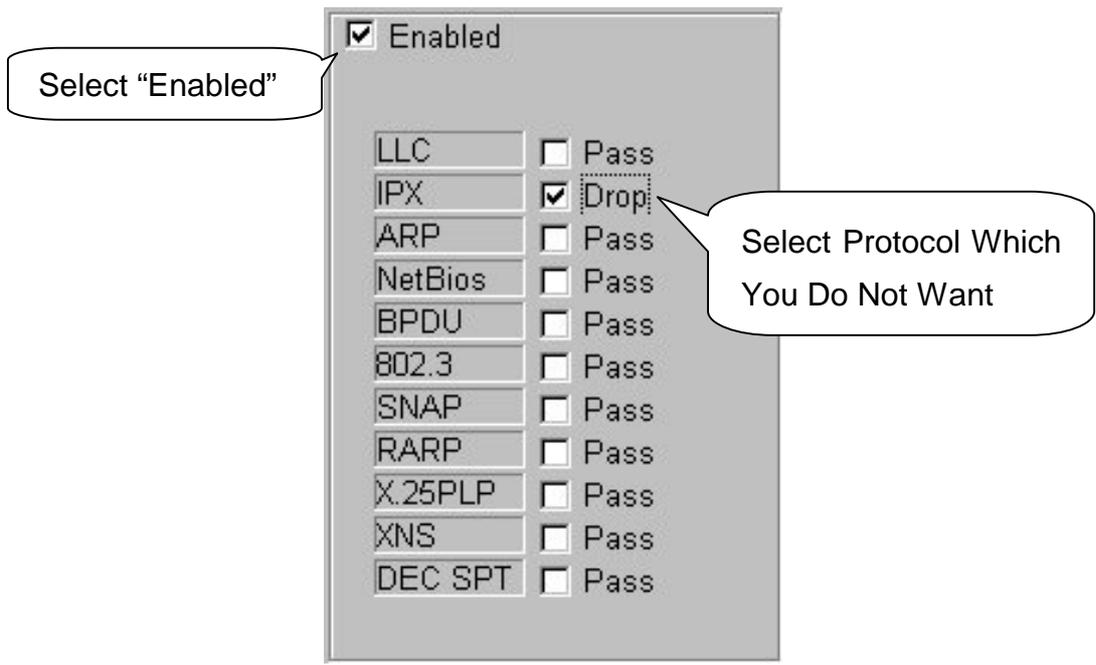 Enabled
Select “Enabled”
LLC Pass
IPX Drop
ARP Pass
Select Protocol Which
NetBios Pass
You Do Not Want
BPDU Pass
802.3 Pass
SNAP Pass
RARP Pass
X.25PLP Pass
XNS Pass
DEC SPT Pass